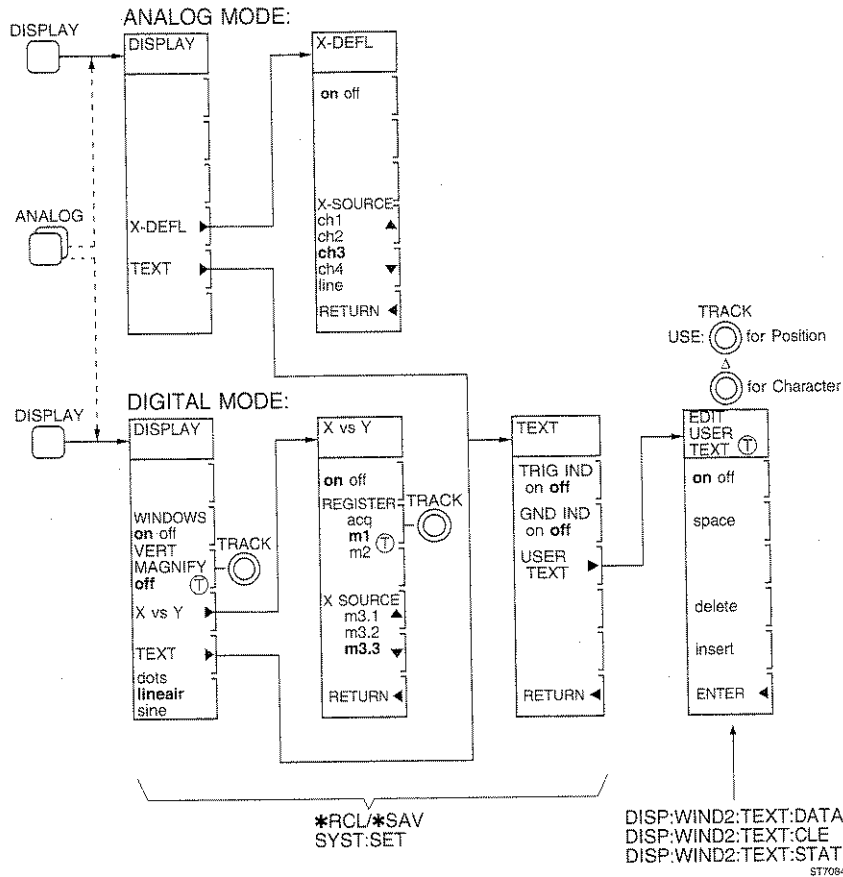 ANALOG MODE:
DISPLAY
DISPLAY
X-DEFL
TEXT
X-DEFL
on off
X-SOURCE
ch1
ch2
ch3
ch4
line
RETURN
ANALOG
TRACK
USE: for Position
Δ
for Character
DIGITAL MODE:
DISPLAY
DISPLAY
WINDOWS
on off
VERT
MAGNIFY
off T
TRACK
X vs Y
TEXT
dots
lineair
sine
X vs Y
on off
REGISTER
acq
m1
m2 T
TRACK
X SOURCE
m3.1
m3.2
m3.3
RETURN
TEXT
TRIG IND
on off
GND IND
on off
USER
TEXT
RETURN
EDIT
USER
TEXT T
on off
space
delete
insert
ENTER
*RCL/*SAV
SYST:SET
DISP:WIND2:TEXT:DATA
DISP:WIND2:TEXT:CLE
DISP:WIND2:TEXT:STAT
ST7084